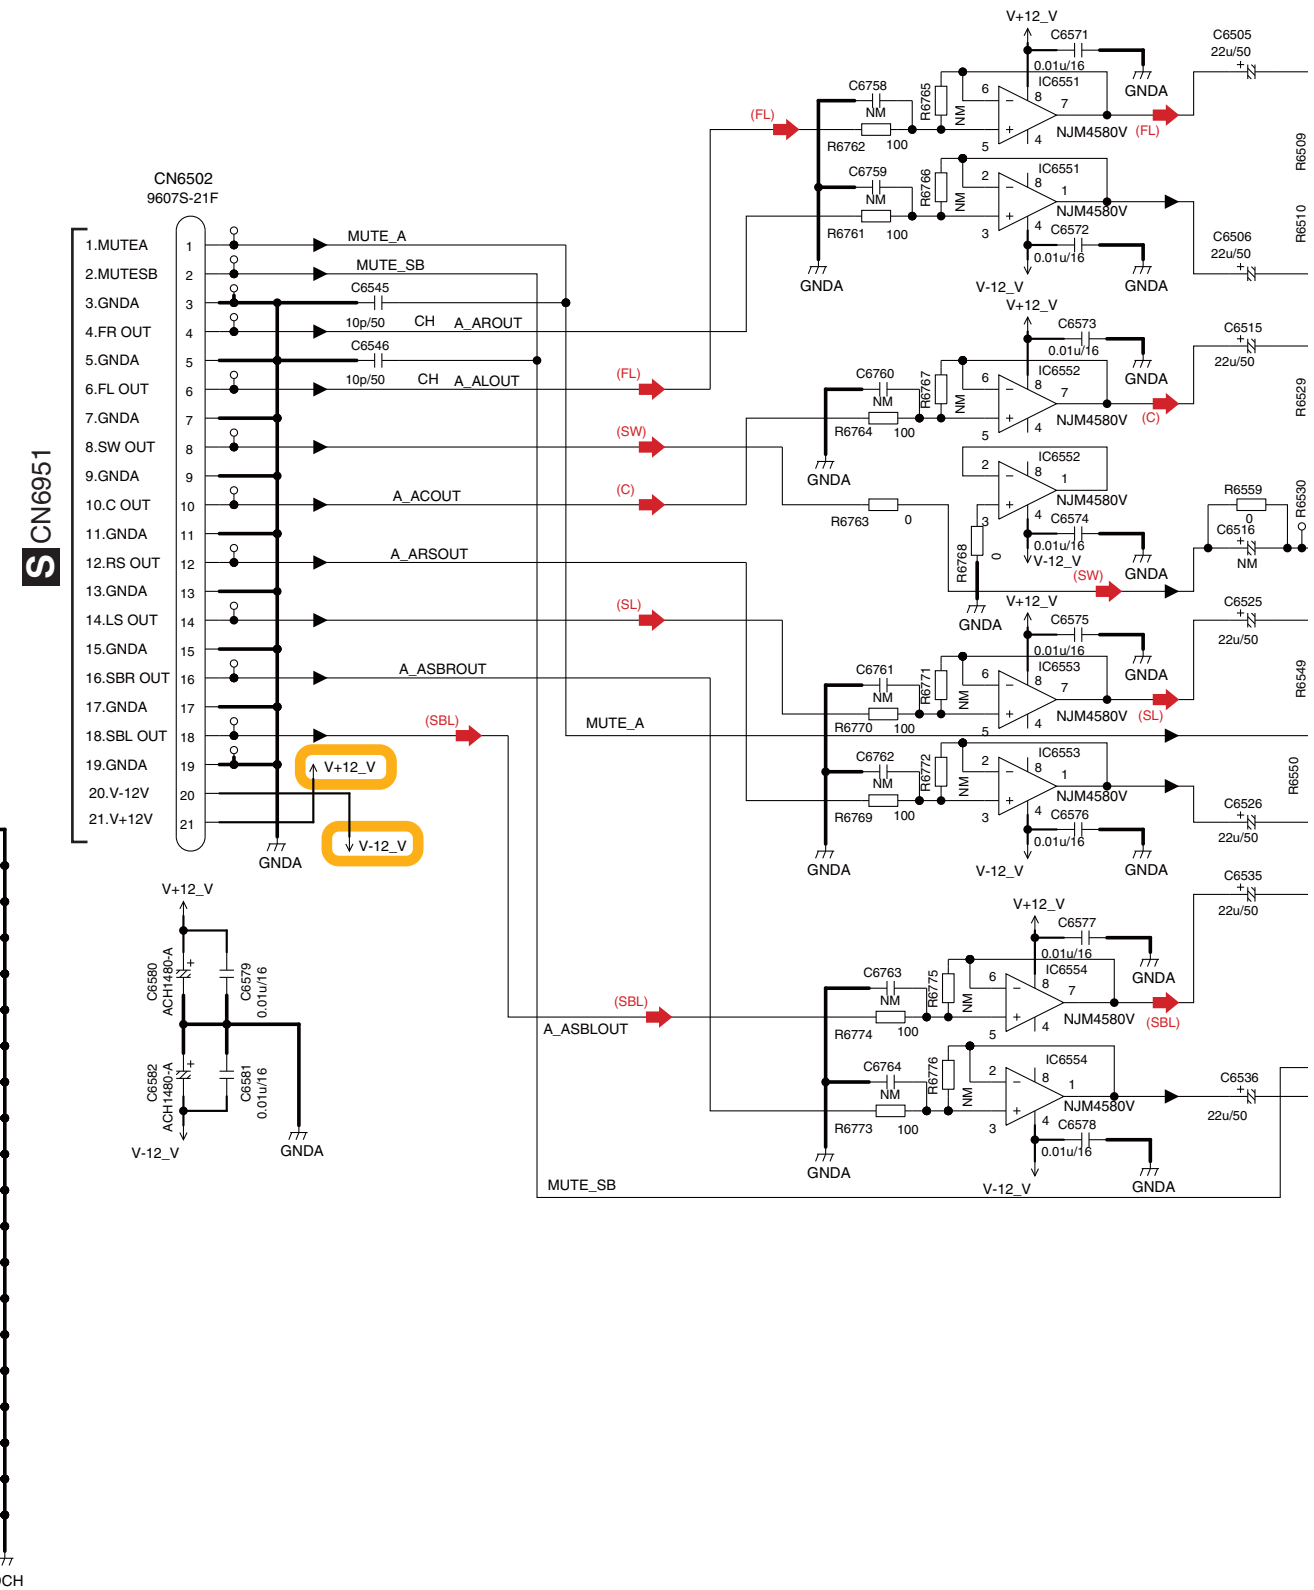 CN6502
9607S-21F
S CN6951
1.MUTEA
2.MUTESB
3.GNDA
4.FR OUT
5.GNDA
6.FL OUT
7.GNDA
8.SW OUT
9.GNDA
10.C OUT
11.GNDA
12.RS OUT
13.GNDA
14.LS OUT
15.GNDA
16.SBR OUT
17.GNDA
18.SBL OUT
19.GNDA
20.V-12V
21.V+12V
1
2
3
4
5
6
7
8
9
10
11
12
13
14
15
16
17
18
19
20
21
MUTE_A
MUTE_SB
C6545
10p/50 CH A_AROUT
C6546
10p/50 CH A_ALOUT
(FL)
(SW)
A_ACOUT
(C)
A_ARSOUT
(SL)
A_ASBROUT
(SBL)
MUTE_A
V+12_V
V-12_V
GNDA
V+12_V
C6580
ACH1480-A
C6579
0.01u/16
C6582
ACH1480-A
C6581
0.01u/16
V-12_V
GNDA
(SBL)
A_ASBLOUT
MUTE_SB
V+12_V
C6571
0.01u/16
GNDA
C6505
22u/50
(FL)
C6758
NM
R6762
100
R6765
NM
IC6551
6
5
8
7
4
NJM4580V
(FL)
R6509
C6759
NM
R6761
100
R6766
NM
IC6551
2
3
8
1
4
NJM4580V
C6572
0.01u/16
GNDA
V-12_V
GNDA
R6510
C6506
22u/50
V+12_V
C6573
0.01u/16
GNDA
C6515
22u/50
C6760
NM
R6764
100
R6767
NM
IC6552
6
5
8
7
4
NJM4580V
(C)
R6529
GNDA
IC6552
2
3
8
1
4
NJM4580V
R6763
0
R6768
0
C6574
0.01u/16
V-12_V
GNDA
(SW)
GNDA
R6559
0
C6516
NM
R6530
V+12_V
C6575
0.01u/16
GNDA
C6525
22u/50
C6761
NM
R6770
100
R6771
NM
IC6553
6
5
8
7
4
NJM4580V
(SL)
R6549
C6762
NM
R6769
100
R6772
NM
IC6553
2
3
8
1
4
NJM4580V
C6576
0.01u/16
GNDA
V-12_V
GNDA
R6550
C6526
22u/50
V+12_V
C6577
0.01u/16
GNDA
C6535
22u/50
C6763
NM
R6774
100
R6775
NM
IC6554
6
5
8
7
4
NJM4580V
(SBL)
C6764
NM
R6773
100
R6776
NM
IC6554
2
3
8
1
4
NJM4580V
C6578
0.01u/16
GNDA
V-12_V
GNDA
C6536
22u/50